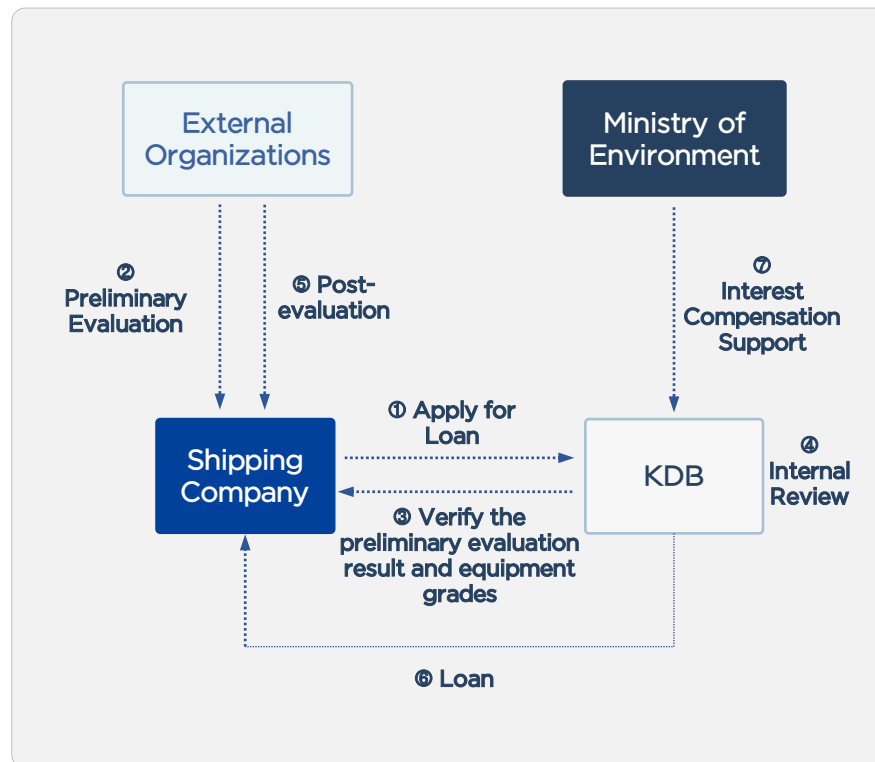 External
Organizations
Ministry of
Environment
②
Preliminary
Evaluation
⑤ Post-
evaluation
⑦
Interest
Compensation
Support
① Apply for
Loan
Shipping
Company
KDB
④
Internal
Review
③ Verify the
preliminary evaluation
result and equipment
grades
⑥ Loan